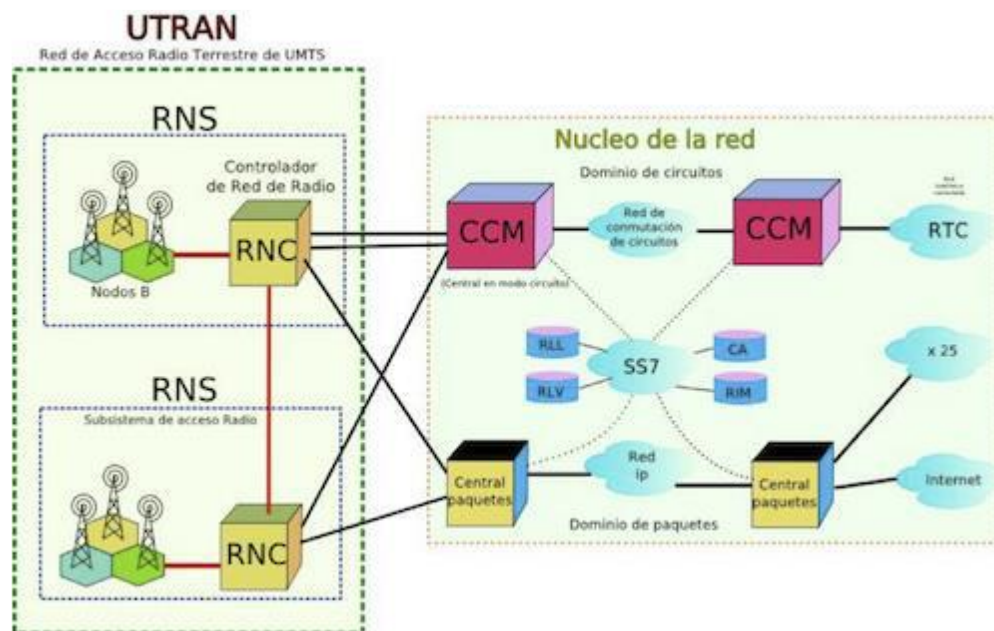 UTRAN
Red de Acceso Radio Terrestre de UMTS
RNS
Controlador
de Red de Radio
RNC
Nodos B
RNS
Subsistema de acceso Radio
RNC
Nucleo de la red
Dominio de circuitos
CCM
(Central en modo circuito)
Red de
conmutación
de circuitos
CCM
RTC
RLL
CA
SS7
RLV
RIM
x 25
Central
paquetes
Red
ip
Central
paquetes
Internet
Dominio de paquetes